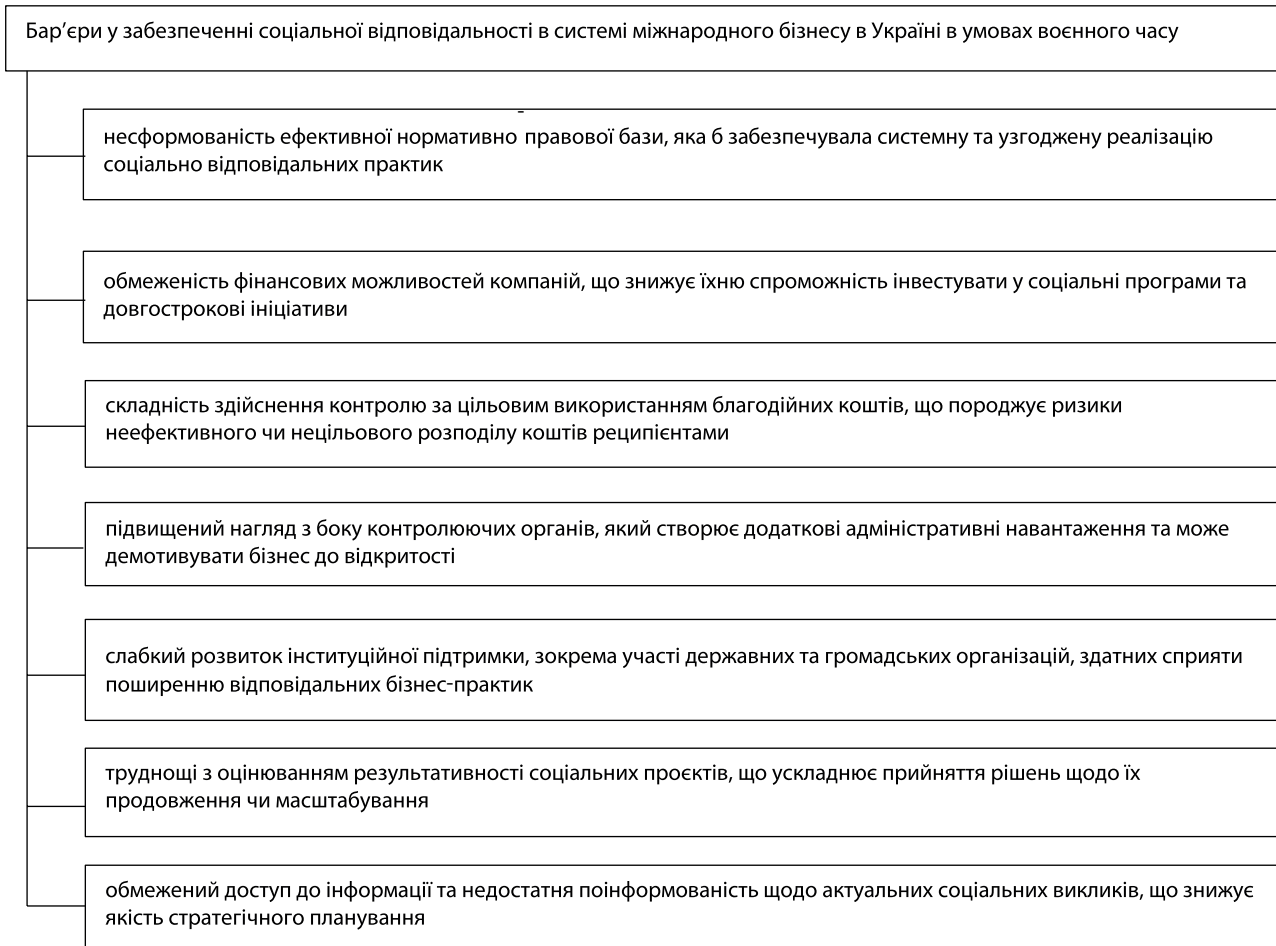 Бар’єри у забезпеченні соціальної відповідальності в системі міжнародного бізнесу в Україні в умовах воєнного часу
несформованість ефективної нормативно-правової бази, яка б забезпечувала системну та узгоджену реалізацію
соціально відповідальних практик
обмеженість фінансових можливостей компаній, що знижує їхню спроможність інвестувати у соціальні програми та
довгострокові ініціативи
складність здійснення контролю за цільовим використанням благодійних коштів, що породжує ризики
неефективного чи нецільового розподілу коштів реципієнтами
підвищений нагляд з боку контролюючих органів, який створює додаткові адміністративні навантаження та може
демотивувати бізнес до відкритості
слабкий розвиток інституційної підтримки, зокрема участі державних та громадських організацій, здатних сприяти
поширенню відповідальних бізнес-практик
труднощі з оцінюванням результативності соціальних проєктів, що ускладнює прийняття рішень щодо їх
продовження чи масштабування
обмежений доступ до інформації та недостатня поінформованість щодо актуальних соціальних викликів, що знижує
якість стратегічного планування